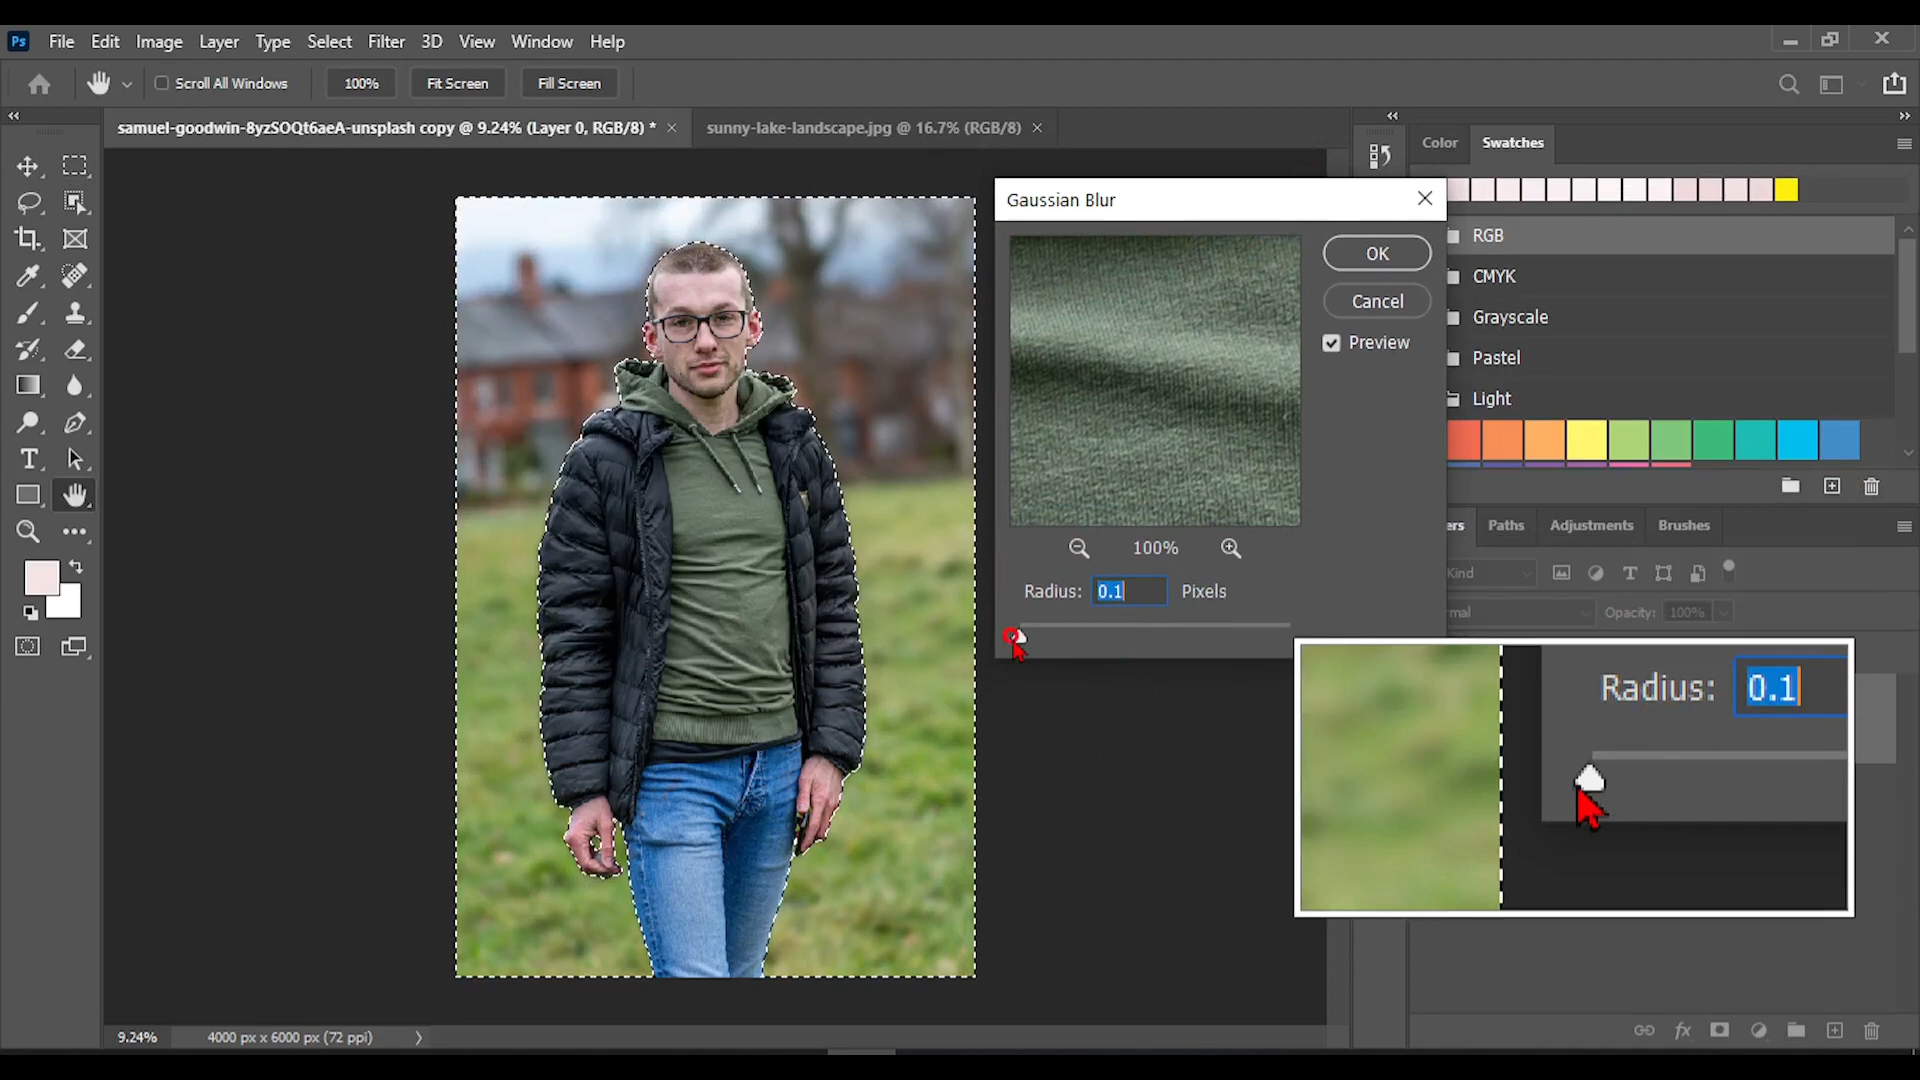 Ps File Edit Image Layer Type Select Filter 3D View Window Help
Scroll All Windows 100% Fit Screen Fill Screen
samuel-goodwin-8yzSOQt6aeA-unsplash copy @ 9.24% (Layer 0, RGB/8) *
sunny-lake-landscape.jpg @ 16.7% (RGB/8)
Color Swatches
Gaussian Blur
OK
Cancel
Preview
100%
Radius: 0.1 Pixels
RGB
CMYK
Grayscale
Pastel
Light
ers Paths Adjustments Brushes
Kind
mal Opacity: 100%
Radius: 0.1
9.24% 4000 px x 6000 px (72 ppi)
fx